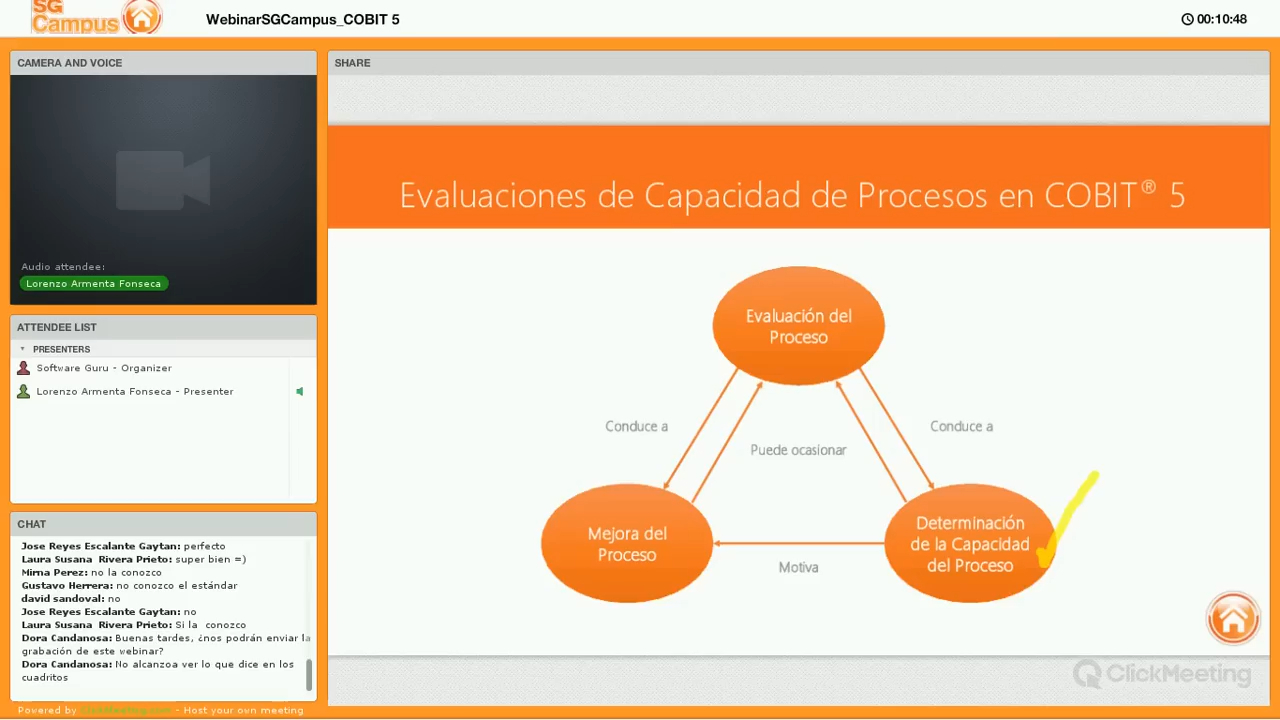 SG
Campus
WebinarSGCampus_COBIT 5
00:10:48
CAMERA AND VOICE
Audio attendee:
Lorenzo Armenta Fonseca
ATTENDEE LIST
PRESENTERS
Software Guru - Organizer
Lorenzo Armenta Fonseca - Presenter
CHAT
Jose Reyes Escalante Gaytan: perfecto
Laura Susana Rivera Prieto: super bien =)
Mirna Perez: no la conozco
Gustavo Herrera: no conozco el estándar
david sandoval: no
Jose Reyes Escalante Gaytan: no
Laura Susana Rivera Prieto: Si la conozco
Dora Candanosa: Buenas tardes, ¿nos podrán enviar la
grabación de este webinar?
Dora Candanosa: No alcanzoa ver lo que dice en los
cuadritos
Powered by ClickMeeting.com - Host your own meeting
SHARE
Evaluaciones de Capacidad de Procesos en COBIT® 5
Evaluación del
Proceso
Conduce a
Conduce a
Puede ocasionar
Mejora del
Proceso
Determinación
de la Capacidad
del Proceso
Motiva
ClickMeeting